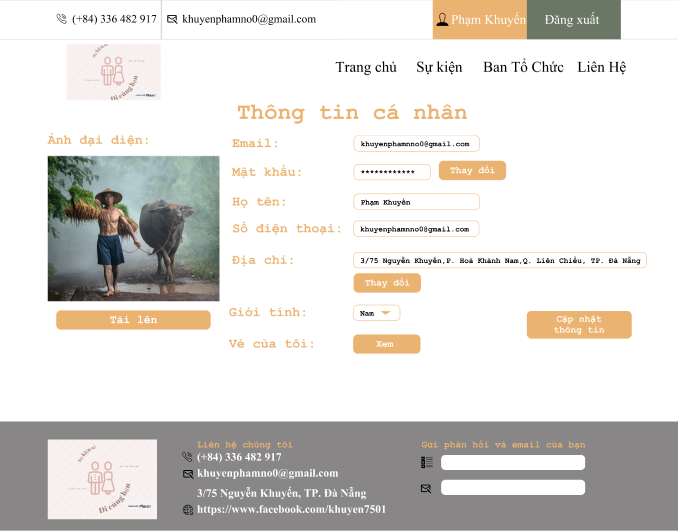 (+84) 336 482 917
khuyenphamno0@gmail.com
Phạm Khuyến
Đăng xuất
Trang chủ
Sự kiện
Ban Tổ Chức
Liên Hệ
Đi cùng bạn
Thông tin cá nhân
Ảnh đại diện:
Tải lên
Email:
khuyenphamnno0@gmail.com
Mật khẩu:
************
Thay đổi
Họ tên:
Phạm Khuyến
Số điện thoại:
khuyenphamnno0@gmail.com
Địa chỉ:
3/75 Nguyễn Khuyến,P. Hoà Khánh Nam,Q. Liên Chiểu, TP. Đà Nẵng
Thay đổi
Giới tính:
Nam
Cập nhật
thông tin
Vé của tôi:
Xem
Đi cùng bạn
Liên hệ chúng tôi
(+84) 336 482 917
khuyenphamno0@gmail.com
3/75 Nguyễn Khuyến, TP. Đà Nẵng
https://www.facebook.com/khuyen7501
Gửi phản hồi và email của bạn